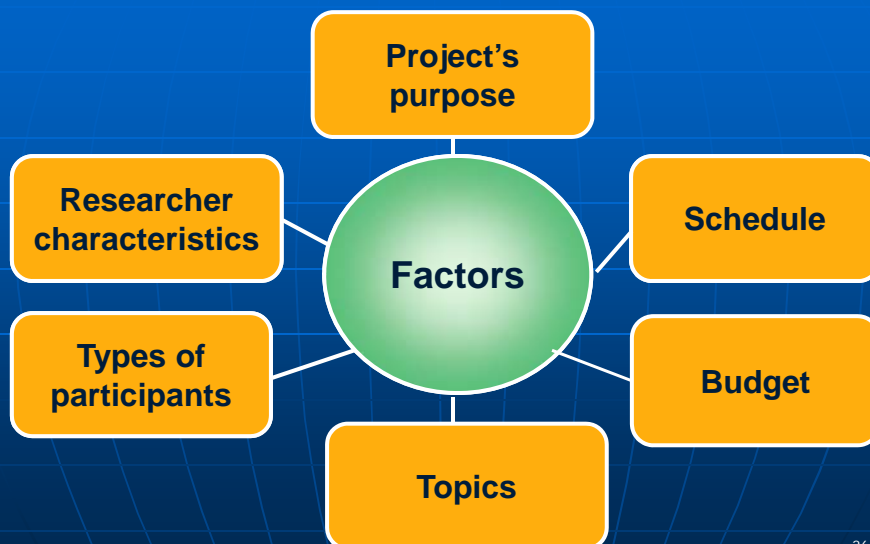 Project’s
purpose
Researcher
characteristics
Schedule
Factors
Types of
participants
Budget
Topics